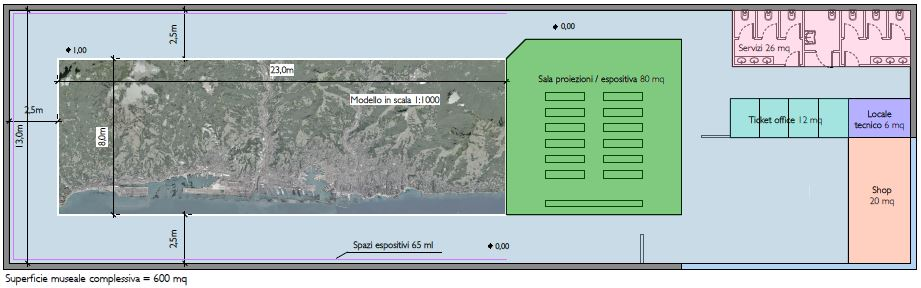 0,00
Servizi 26 mq
1,00
2,5m
23,0m
Sala proiezioni / espositiva 80 mq
Modello in scala 1:1000
2,5m
13,0m
8,0m
Ticket office 12 mq
Locale
tecnico 6 mq
Shop
20 mq
2,5m
Spazi espositivi 65 ml
0,00
Superficie museale complessiva = 600 mq